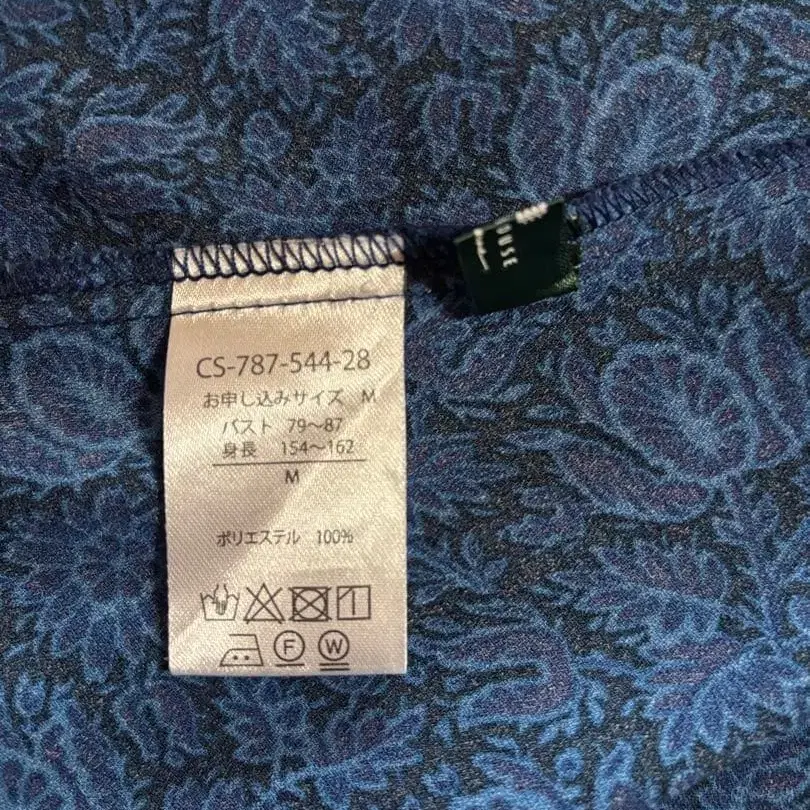 CS-787-544-28
お申し込みサイズ M
バスト 79〜87
身長 154〜162
M
ポリエステル 100%
F W